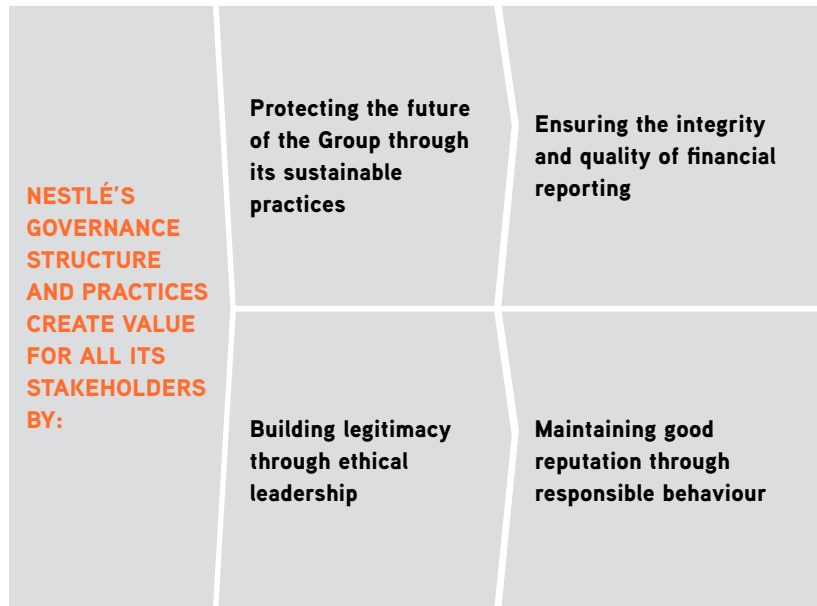 NESTLÉ’S
GOVERNANCE
STRUCTURE
AND PRACTICES
CREATE VALUE
FOR ALL ITS
STAKEHOLDERS
BY:
Protecting the future
of the Group through
its sustainable
practices
Ensuring the integrity
and quality of financial
reporting
Building legitimacy
through ethical
leadership
Maintaining good
reputation through
responsible behaviour